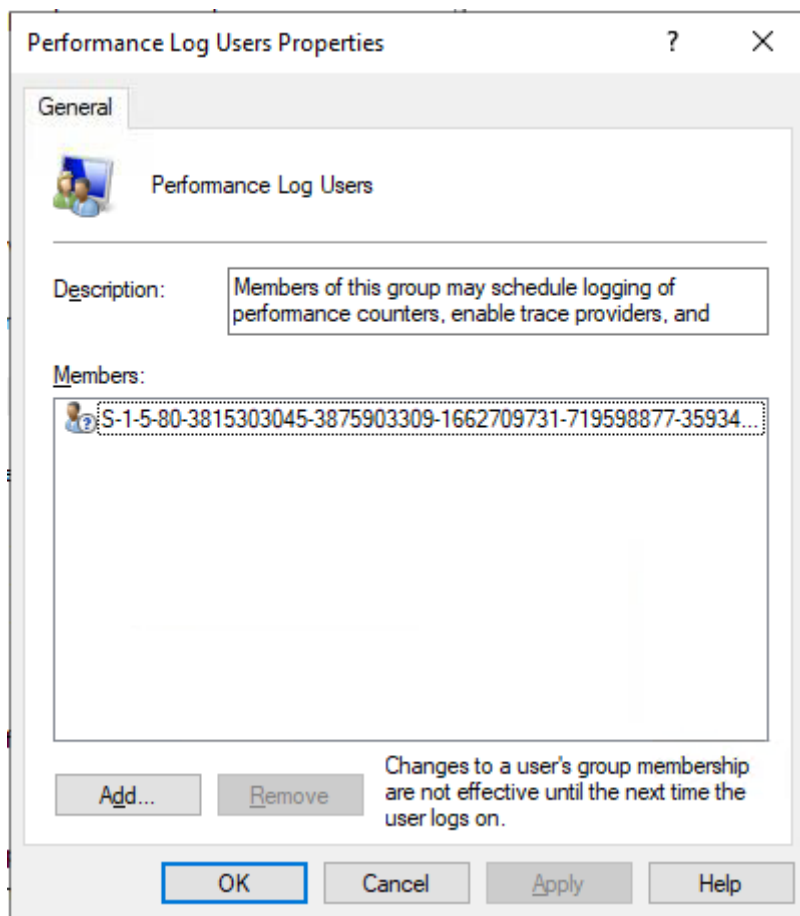 Performance Log Users Properties
?
General
Performance Log Users
Description:
Members of this group may schedule logging of
performance counters, enable trace providers, and
Members:
S-1-5-80-3815303045-3875903309-1662709731-719598877-35934...
Add...
Remove
Changes to a user's group membership
are not effective until the next time the
user logs on.
OK
Cancel
Apply
Help